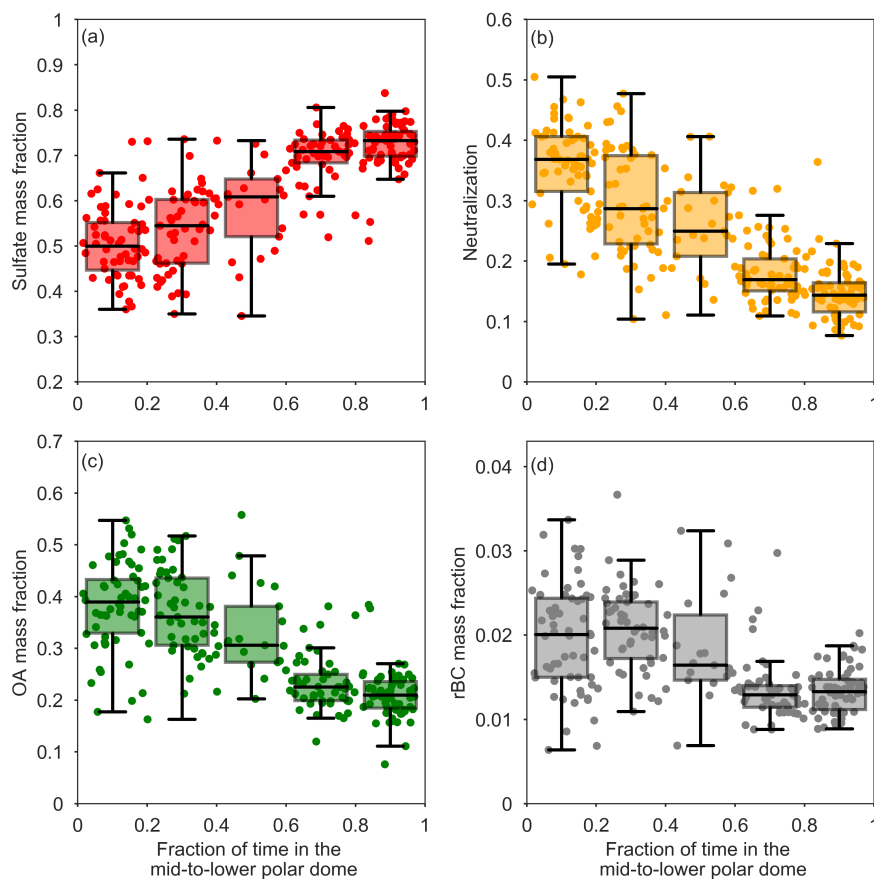 (a)
Sulfate mass fraction
1
0.9
0.8
0.7
0.6
0.5
0.4
0.3
0.2
0 0.2 0.4 0.6 0.8 1
(b)
Neutralization
0.6
0.5
0.4
0.3
0.2
0.1
0
0 0.2 0.4 0.6 0.8 1
(c)
OA mass fraction
0.7
0.6
0.5
0.4
0.3
0.2
0.1
0
0 0.2 0.4 0.6 0.8 1
Fraction of time in the
mid-to-lower polar dome
(d)
rBC mass fraction
0.04
0.03
0.02
0.01
0
0 0.2 0.4 0.6 0.8 1
Fraction of time in the
mid-to-lower polar dome